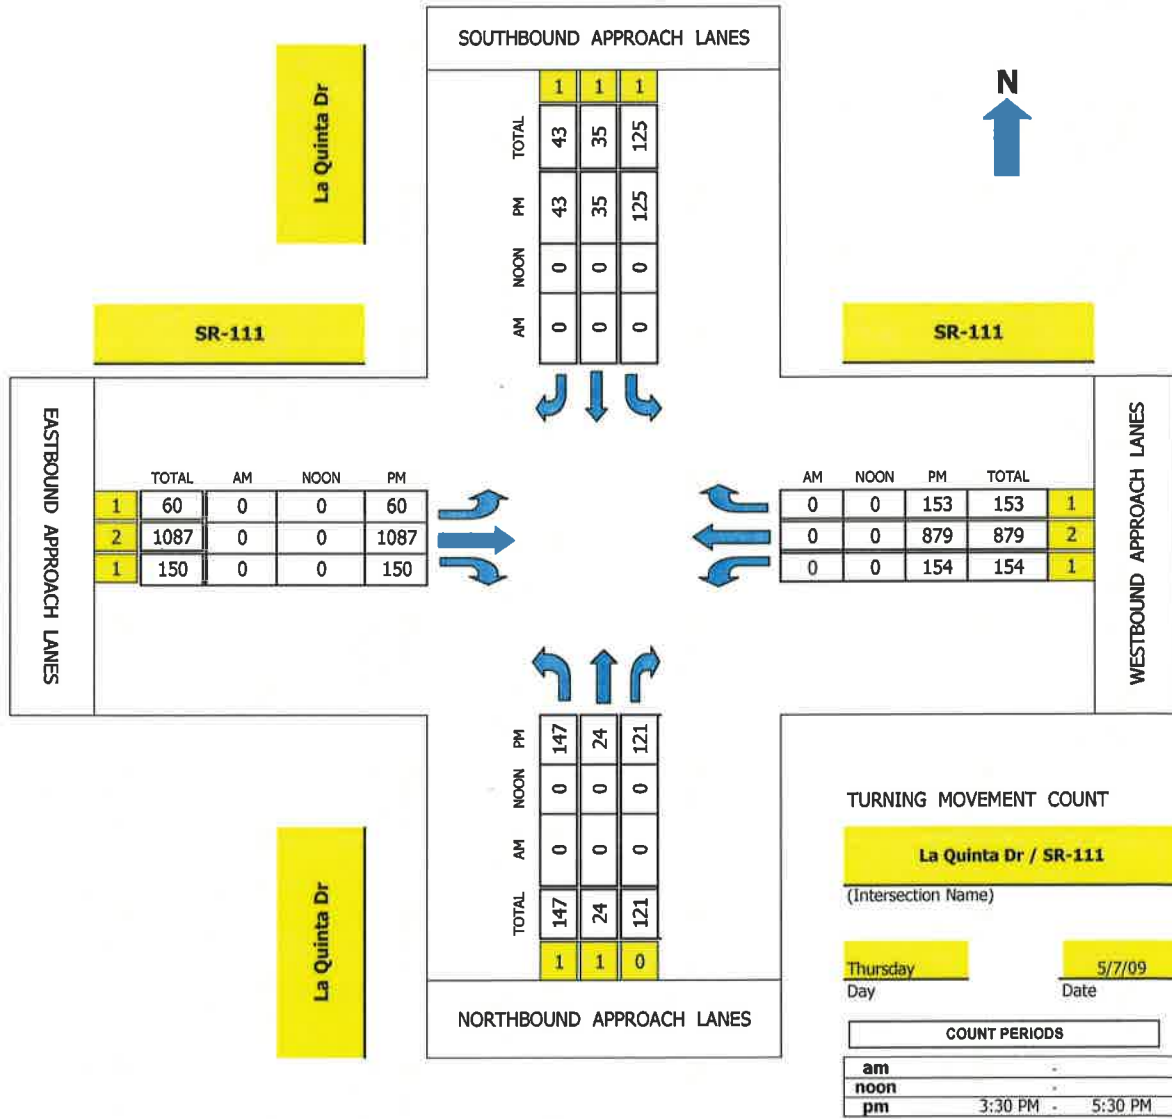 SOUTHBOUND APPROACH LANES
1 1 1
La Quinta Dr
N
TOTAL 43 35 125
PM 43 35 125
NOON 0 0 0
AM 0 0 0
SR-111
SR-111
EASTBOUND APPROACH LANES
TOTAL AM NOON PM
1 60 0 0 60
2 1087 0 0 1087
1 150 0 0 150
AM NOON PM TOTAL
0 0 153 153 1
0 0 879 879 2
0 0 154 154 1
WESTBOUND APPROACH LANES
PM 147 24 121
NOON 0 0 0
AM 0 0 0
TOTAL 147 24 121
1 1 0
La Quinta Dr
NORTHBOUND APPROACH LANES
TURNING MOVEMENT COUNT
La Quinta Dr / SR-111
(Intersection Name)
Thursday 5/7/09
Day Date
COUNT PERIODS
am -
noon -
pm 3:30 PM - 5:30 PM